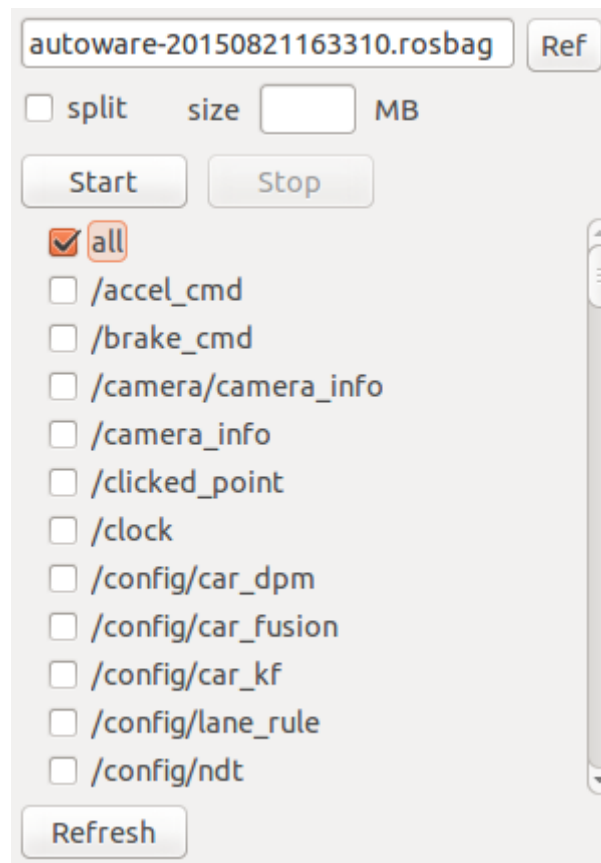 autoware-20150821163310.rosbag Ref
split size MB
Start Stop
all
/accel_cmd
/brake_cmd
/camera/camera_info
/camera_info
/clicked_point
/clock
/config/car_dpm
/config/car_fusion
/config/car_kf
/config/lane_rule
/config/ndt
Refresh